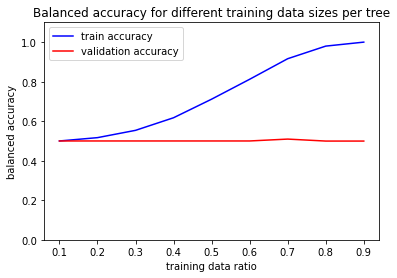 Balanced accuracy for different training data sizes per tree
train accuracy
validation accuracy
balanced accuracy
1.0
0.8
0.6
0.4
0.2
0.0
0.1 0.2 0.3 0.4 0.5 0.6 0.7 0.8 0.9
training data ratio